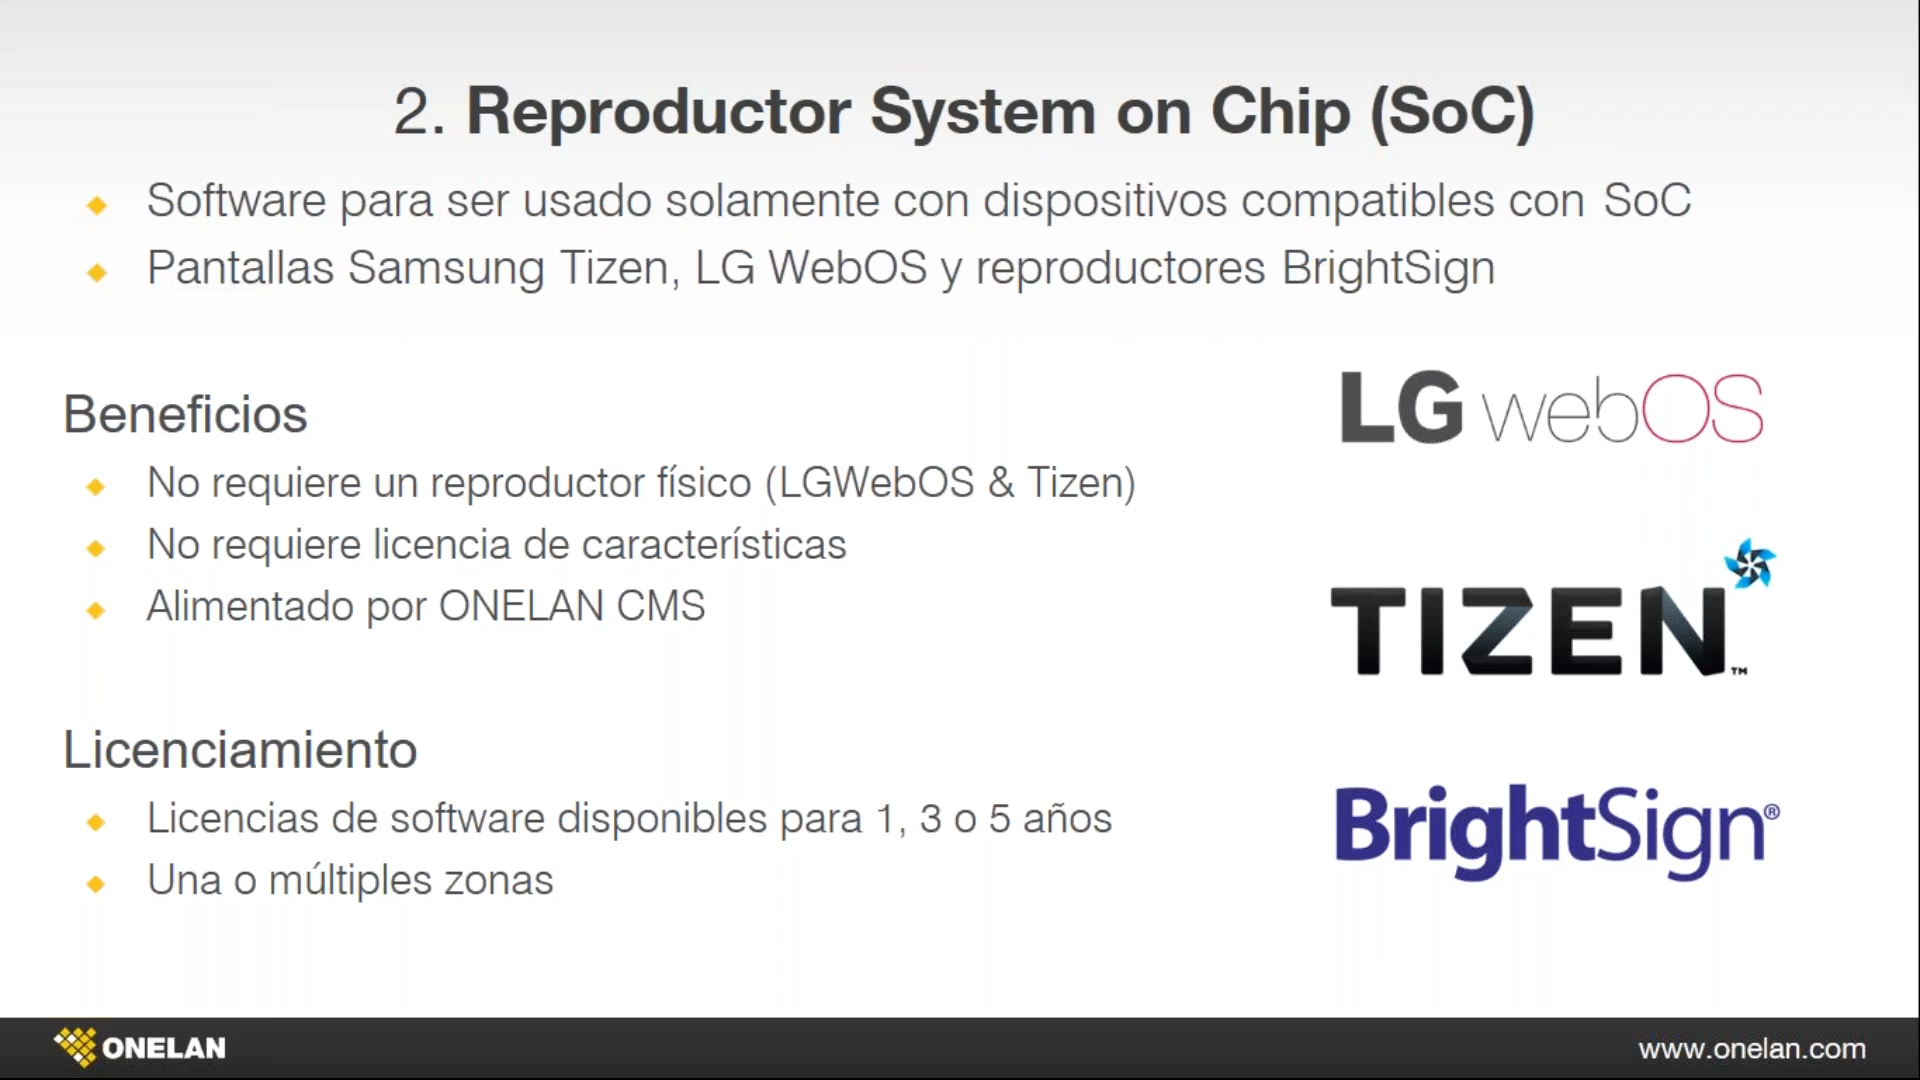 2. Reproductor System on Chip (SoC)
Software para ser usado solamente con dispositivos compatibles con SoC
Pantallas Samsung Tizen, LG WebOS y reproductores BrightSign
Beneficios
No requiere un reproductor físico (LGWebOS & Tizen)
No requiere licencia de características
Alimentado por ONELAN CMS
Licenciamiento
Licencias de software disponibles para 1, 3 o 5 años
Una o múltiples zonas
LG webOS
TIZEN™
BrightSign®
ONELAN
www.onelan.com